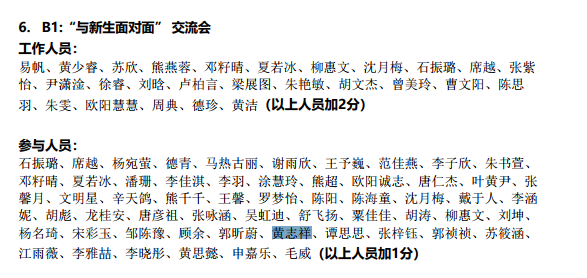 6. B1:“与新生面对面” 交流会
工作人员：
易帆、黄少睿、苏欣、熊燕蓉、邓籽晴、夏若冰、柳惠文、沈月梅、石振璐、席越、张紫
怡、尹潇淦、徐睿、刘晗、卢柏言、梁展图、朱艳敏、胡文杰、曾美玲、曹文阳、陈思
羽、朱雯、欧阳慧慧、周典、德珍、黄洁（以上人员加2分）
参与人员：
石振璐、席越、杨宛萤、德青、马热古丽、谢雨欣、王予巍、范佳燕、李子欣、朱书萱、
邓籽晴、夏若冰、潘珊、李佳淇、李羽、涂慧玲、熊超、欧阳诚志、唐仁杰、叶黄尹、张
馨月、文明星、辛天鸽、熊千千、王馨、罗梦怡、陈阳、陈海童、沈月梅、戴于人、李涵
妮、胡彪、龙桂安、唐彦祖、张咏涵、吴虹迪、舒飞扬、粟佳佳、胡涛、柳惠文、刘坤、
杨名琦、宋彩玉、邹陈豫、顾余、郭昕蔚、黄志祥、谭思思、张梓钰、郭祯祯、苏筱涵、
江雨薇、李雅喆、李晓彤、黄思懿、申嘉乐、毛威（以上人员加1分）